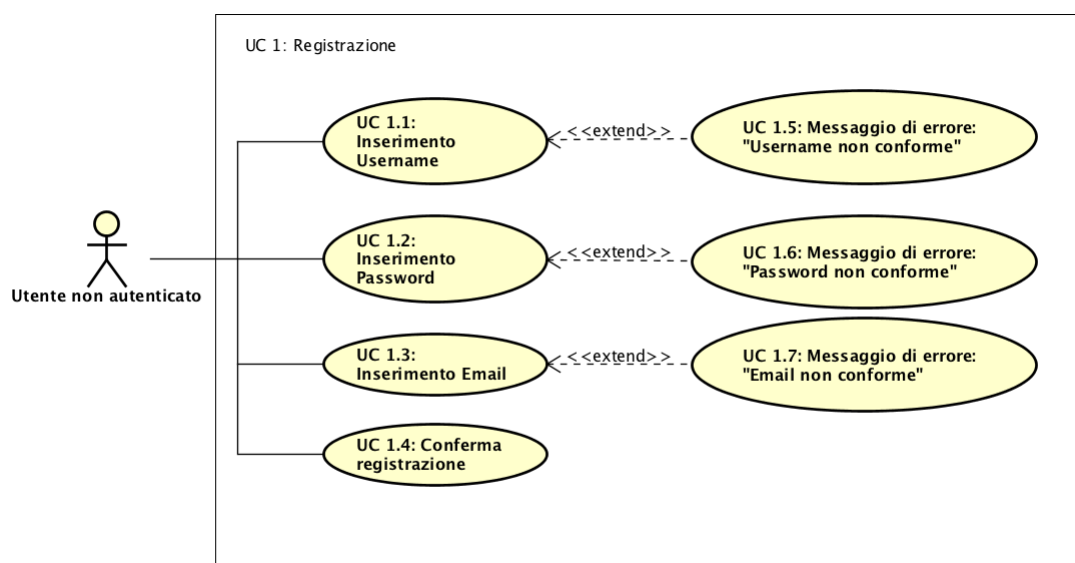 UC 1: Registrazione
UC 1.1:
Inserimento
Username
<<extend>>
UC 1.5: Messaggio di errore:
"Username non conforme"
UC 1.2:
Inserimento
Password
<<extend>>
UC 1.6: Messaggio di errore:
"Password non conforme"
Utente non autenticato
UC 1.3:
Inserimento Email
<<extend>>
UC 1.7: Messaggio di errore:
"Email non conforme"
UC 1.4: Conferma
registrazione